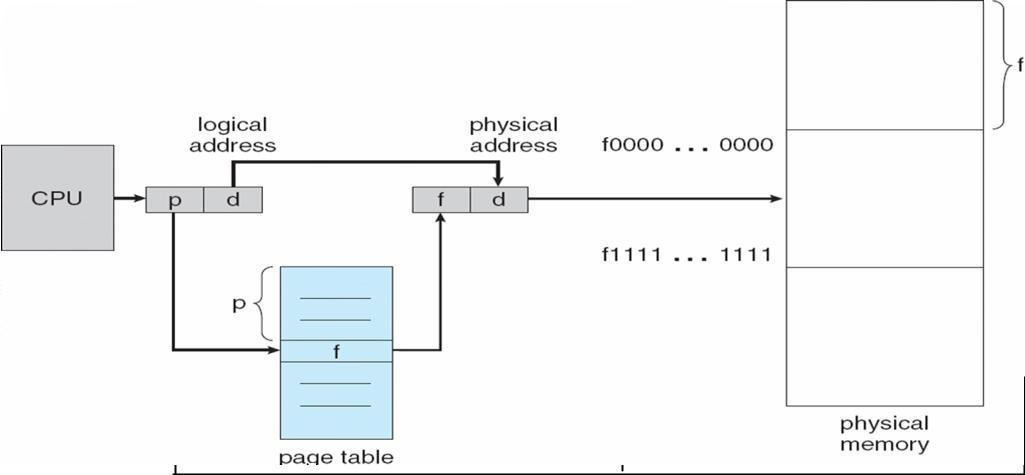 logical
address
physical
address
f0000 ... 0000
f
CPU
p
d
f
d
f1111 ... 1111
p
f
physical
memory
page table